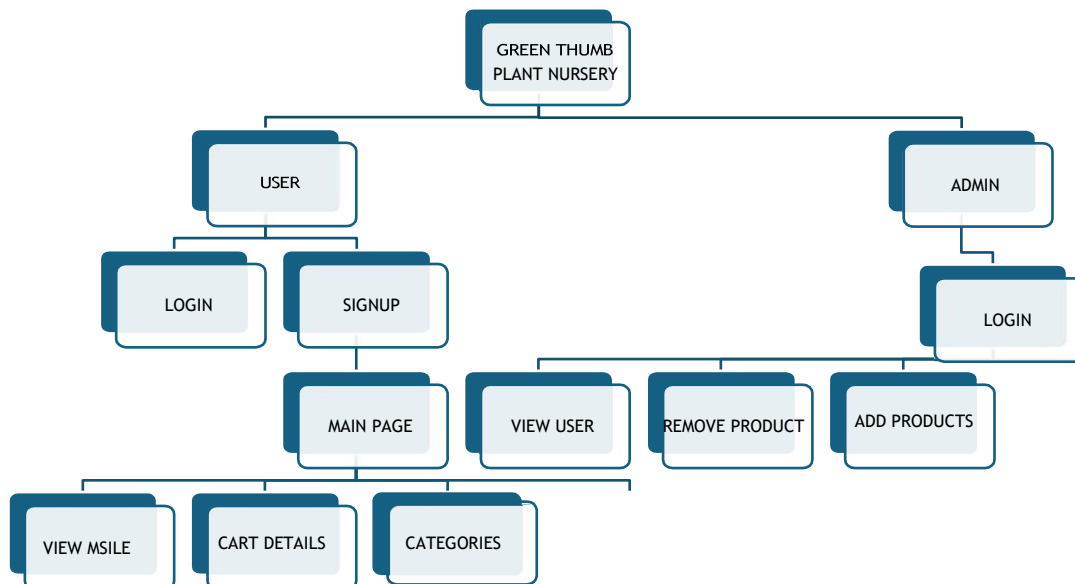 GREEN THUMB
PLANT NURSERY
USER
ADMIN
LOGIN
SIGNUP
LOGIN
MAIN PAGE
VIEW USER
REMOVE PRODUCT
ADD PRODUCTS
VIEW MSILE
CART DETAILS
CATEGORIES